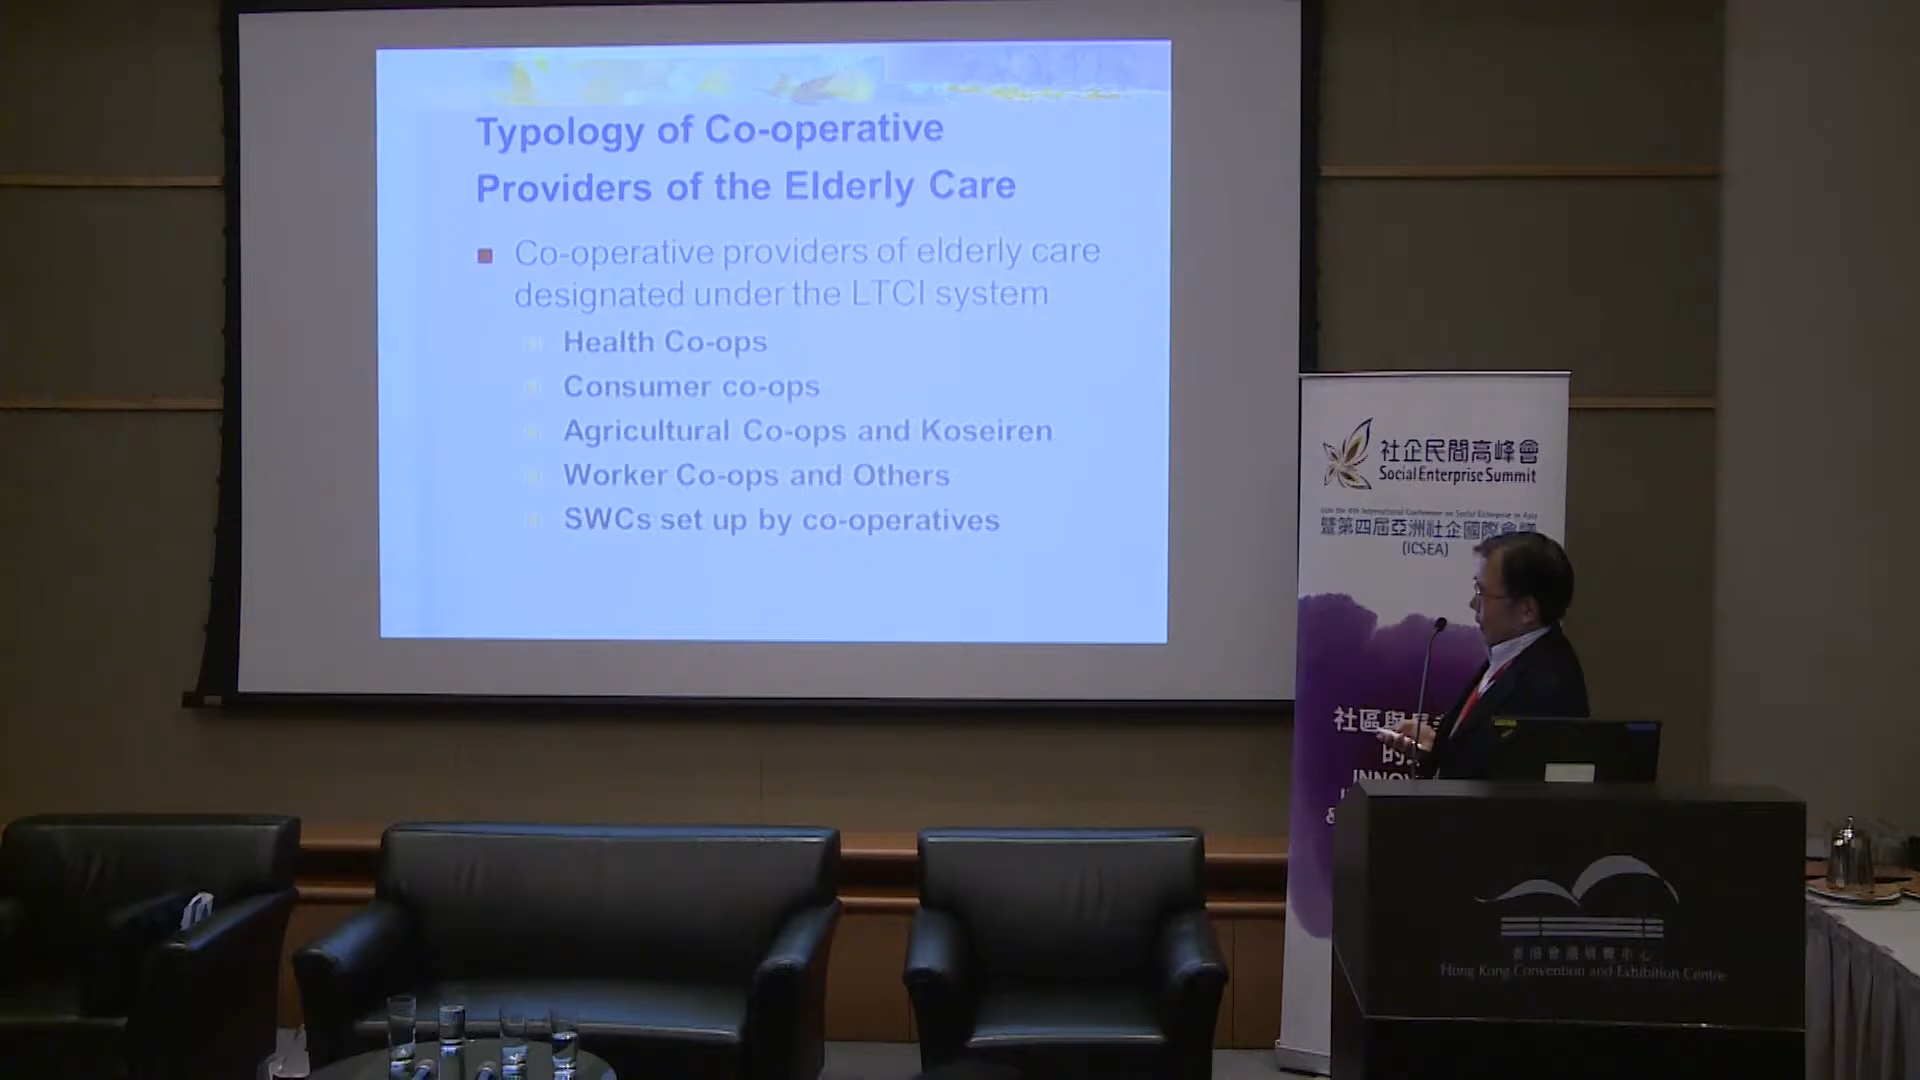 Typology of Co-operative
Providers of the Elderly Care
Co-operative providers of elderly care
designated under the LTCI system
Health Co-ops
Consumer co-ops
Agricultural Co-ops and Koseiren
Worker Co-ops and Others
SWCs set up by co-operatives
社企民間高峰會
Social Enterprise Summit
暨第四屆亞洲社企國際會議
(ICSEA)
社區與
的
INNOV
&
香港會議展覽中心
Hong Kong Convention and Exhibition Centre